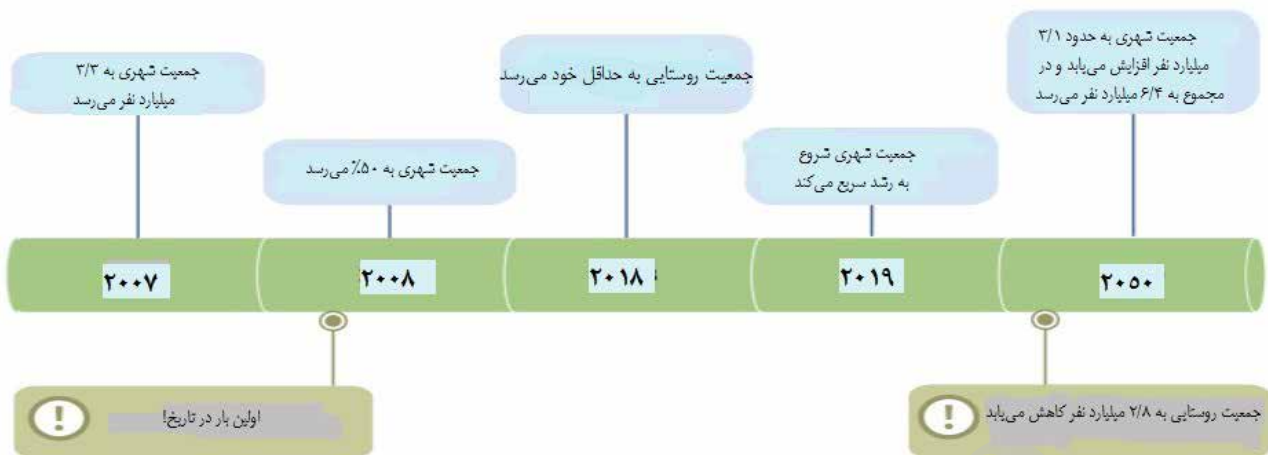 جمعیت شهری به ۳/۳
میلیارد نفر می‌رسد
جمعیت شهری به ۵۰٪ می‌رسد
جمعیت روستایی به حداقل خود می‌رسد
جمعیت شهری شروع
به رشد سریع می‌کند
جمعیت شهری به حدود ۳/۱
میلیارد نفر افزایش می‌یابد و در
مجموع به ۶/۴ میلیارد نفر می‌رسد
۲۰۰۷
۲۰۰۸
۲۰۱۸
۲۰۱۹
۲۰۵۰
اولین بار در تاریخ!
جمعیت روستایی به ۲/۸ میلیارد نفر کاهش می‌یابد